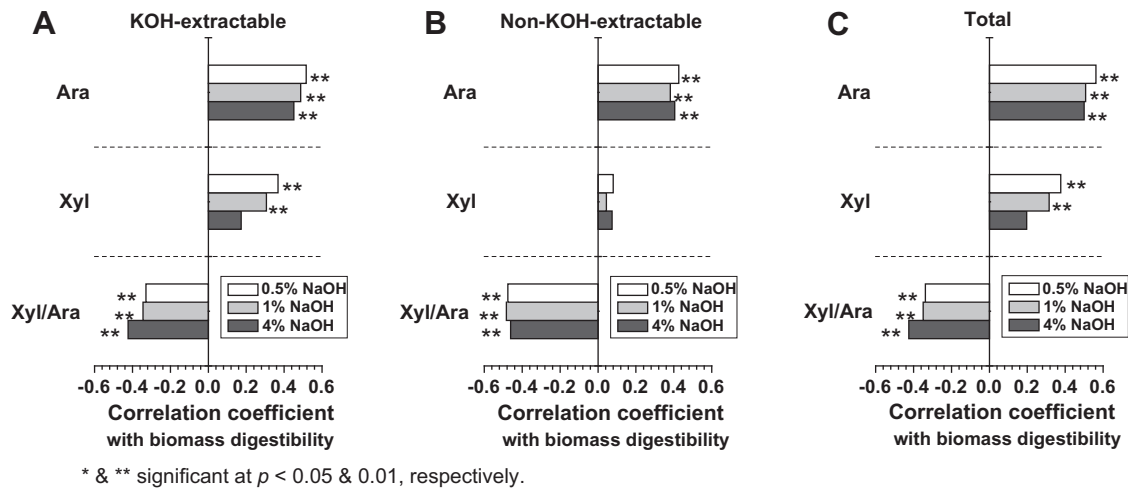 A
KOH-extractable
Ara
**
**
**
Xyl
**
**
Xyl/Ara
**
**
**
0.5% NaOH
1% NaOH
4% NaOH
-0.6 -0.4 -0.2 0.0 0.2 0.4 0.6
Correlation coefficient
with biomass digestibility
B
Non-KOH-extractable
Ara
**
**
**
Xyl
Xyl/Ara
**
**
**
0.5% NaOH
1% NaOH
4% NaOH
-0.6 -0.4 -0.2 0.0 0.2 0.4 0.6
Correlation coefficient
with biomass digestibility
C
Total
Ara
**
**
**
Xyl
**
**
Xyl/Ara
**
**
**
0.5% NaOH
1% NaOH
4% NaOH
-0.6 -0.4 -0.2 0.0 0.2 0.4 0.6
Correlation coefficient
with biomass digestibility
* & ** significant at p < 0.05 & 0.01, respectively.